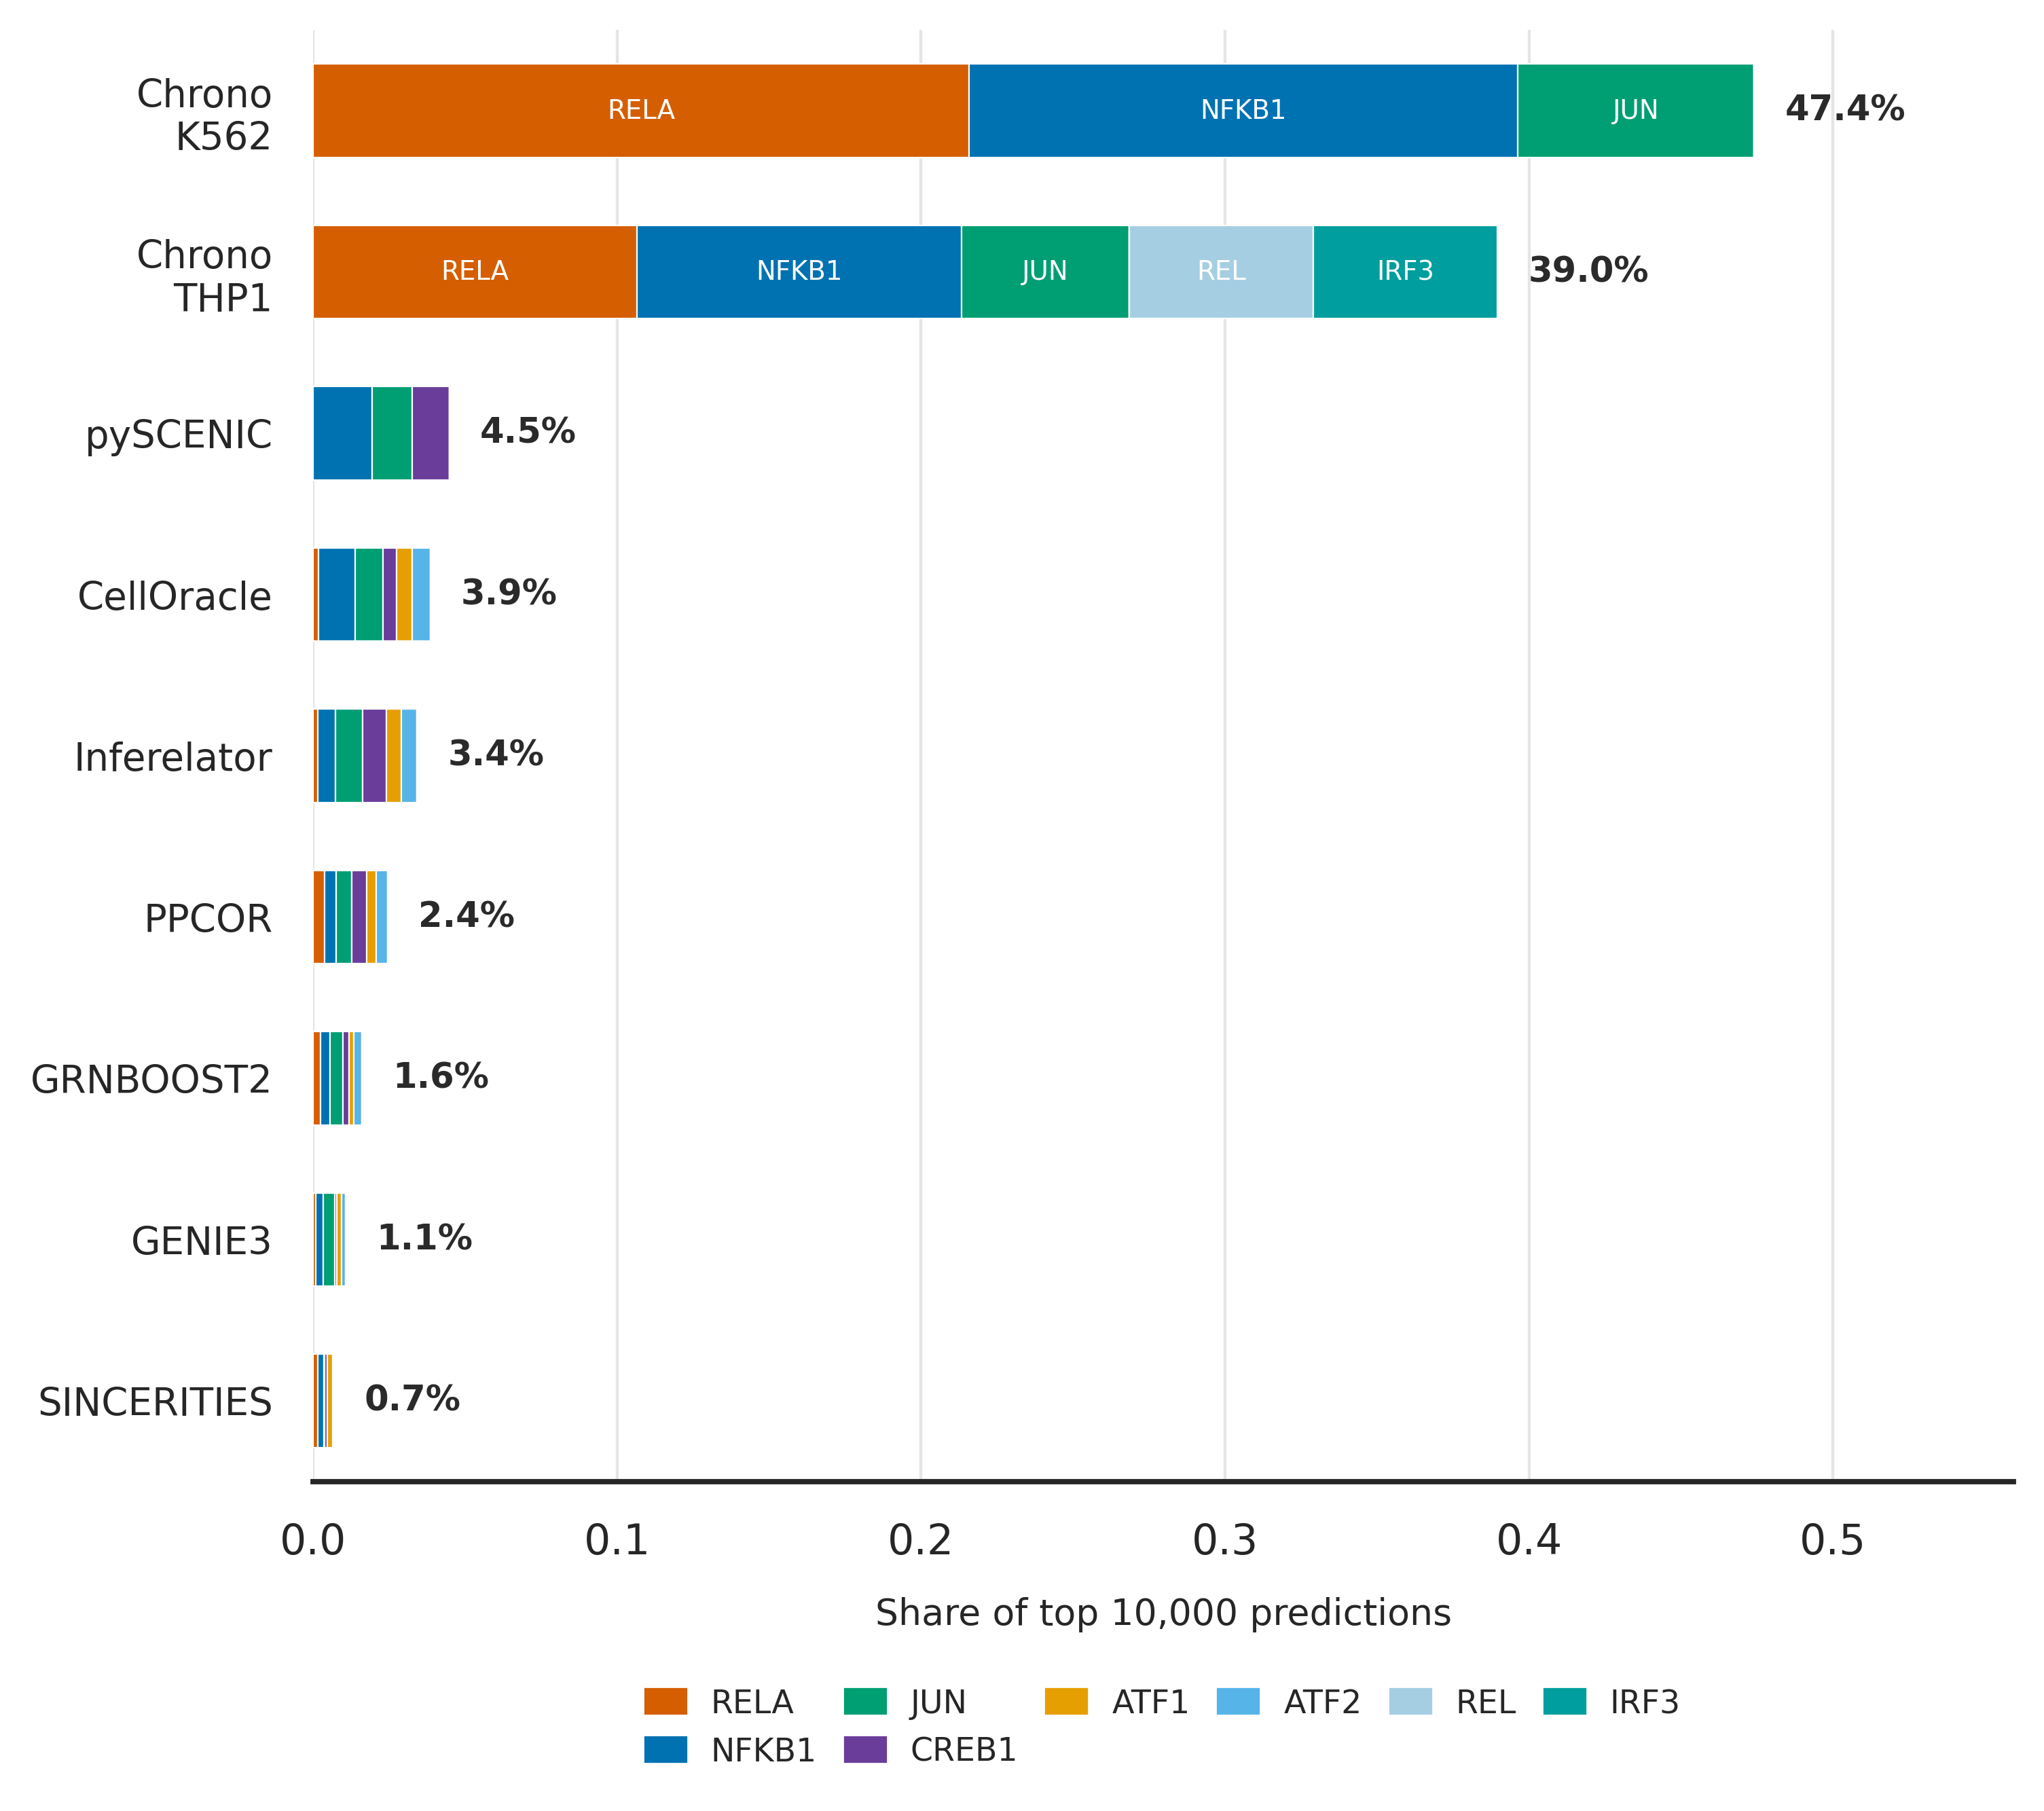 Chrono
K562
RELA NFKB1 JUN 47.4%
Chrono
THP1
RELA NFKB1 JUN REL IRF3 39.0%
pySCENIC 4.5%
CellOracle 3.9%
Inferelator 3.4%
PPCOR 2.4%
GRNBOOST2 1.6%
GENIE3 1.1%
SINCERITIES 0.7%
0.0 0.1 0.2 0.3 0.4 0.5
Share of top 10,000 predictions
RELA JUN ATF1 ATF2 REL IRF3
NFKB1 CREB1